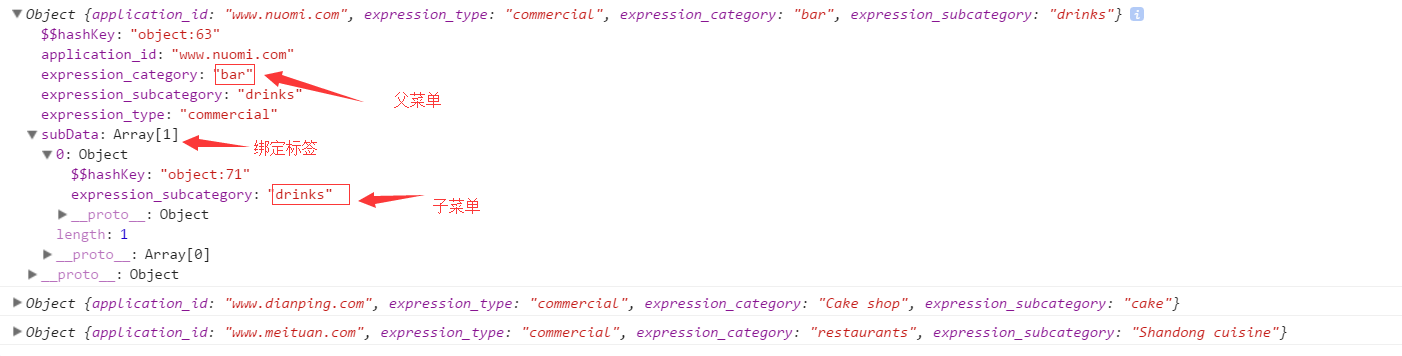 ▼Object {application_id: "www.nuomi.com", expression_type: "commercial", expression_category: "bar", expression_subcategory: "drinks"} i
$$hashKey: "object:63"
application_id: "www.nuomi.com"
expression_category: "bar"
父菜单
expression_subcategory: "drinks"
expression_type: "commercial"
▼subData: Array[1]
绑定标签
▼0: Object
$$hashKey: "object:71"
expression_subcategory: "drinks"
子菜单
▶__proto__: Object
length: 1
▶__proto__: Array[0]
▶__proto__: Object
▶Object {application_id: "www.dianping.com", expression_type: "commercial", expression_category: "Cake shop", expression_subcategory: "cake"}
▶Object {application_id: "www.meituan.com", expression_type: "commercial", expression_category: "restaurants", expression_subcategory: "Shandong cuisine"}